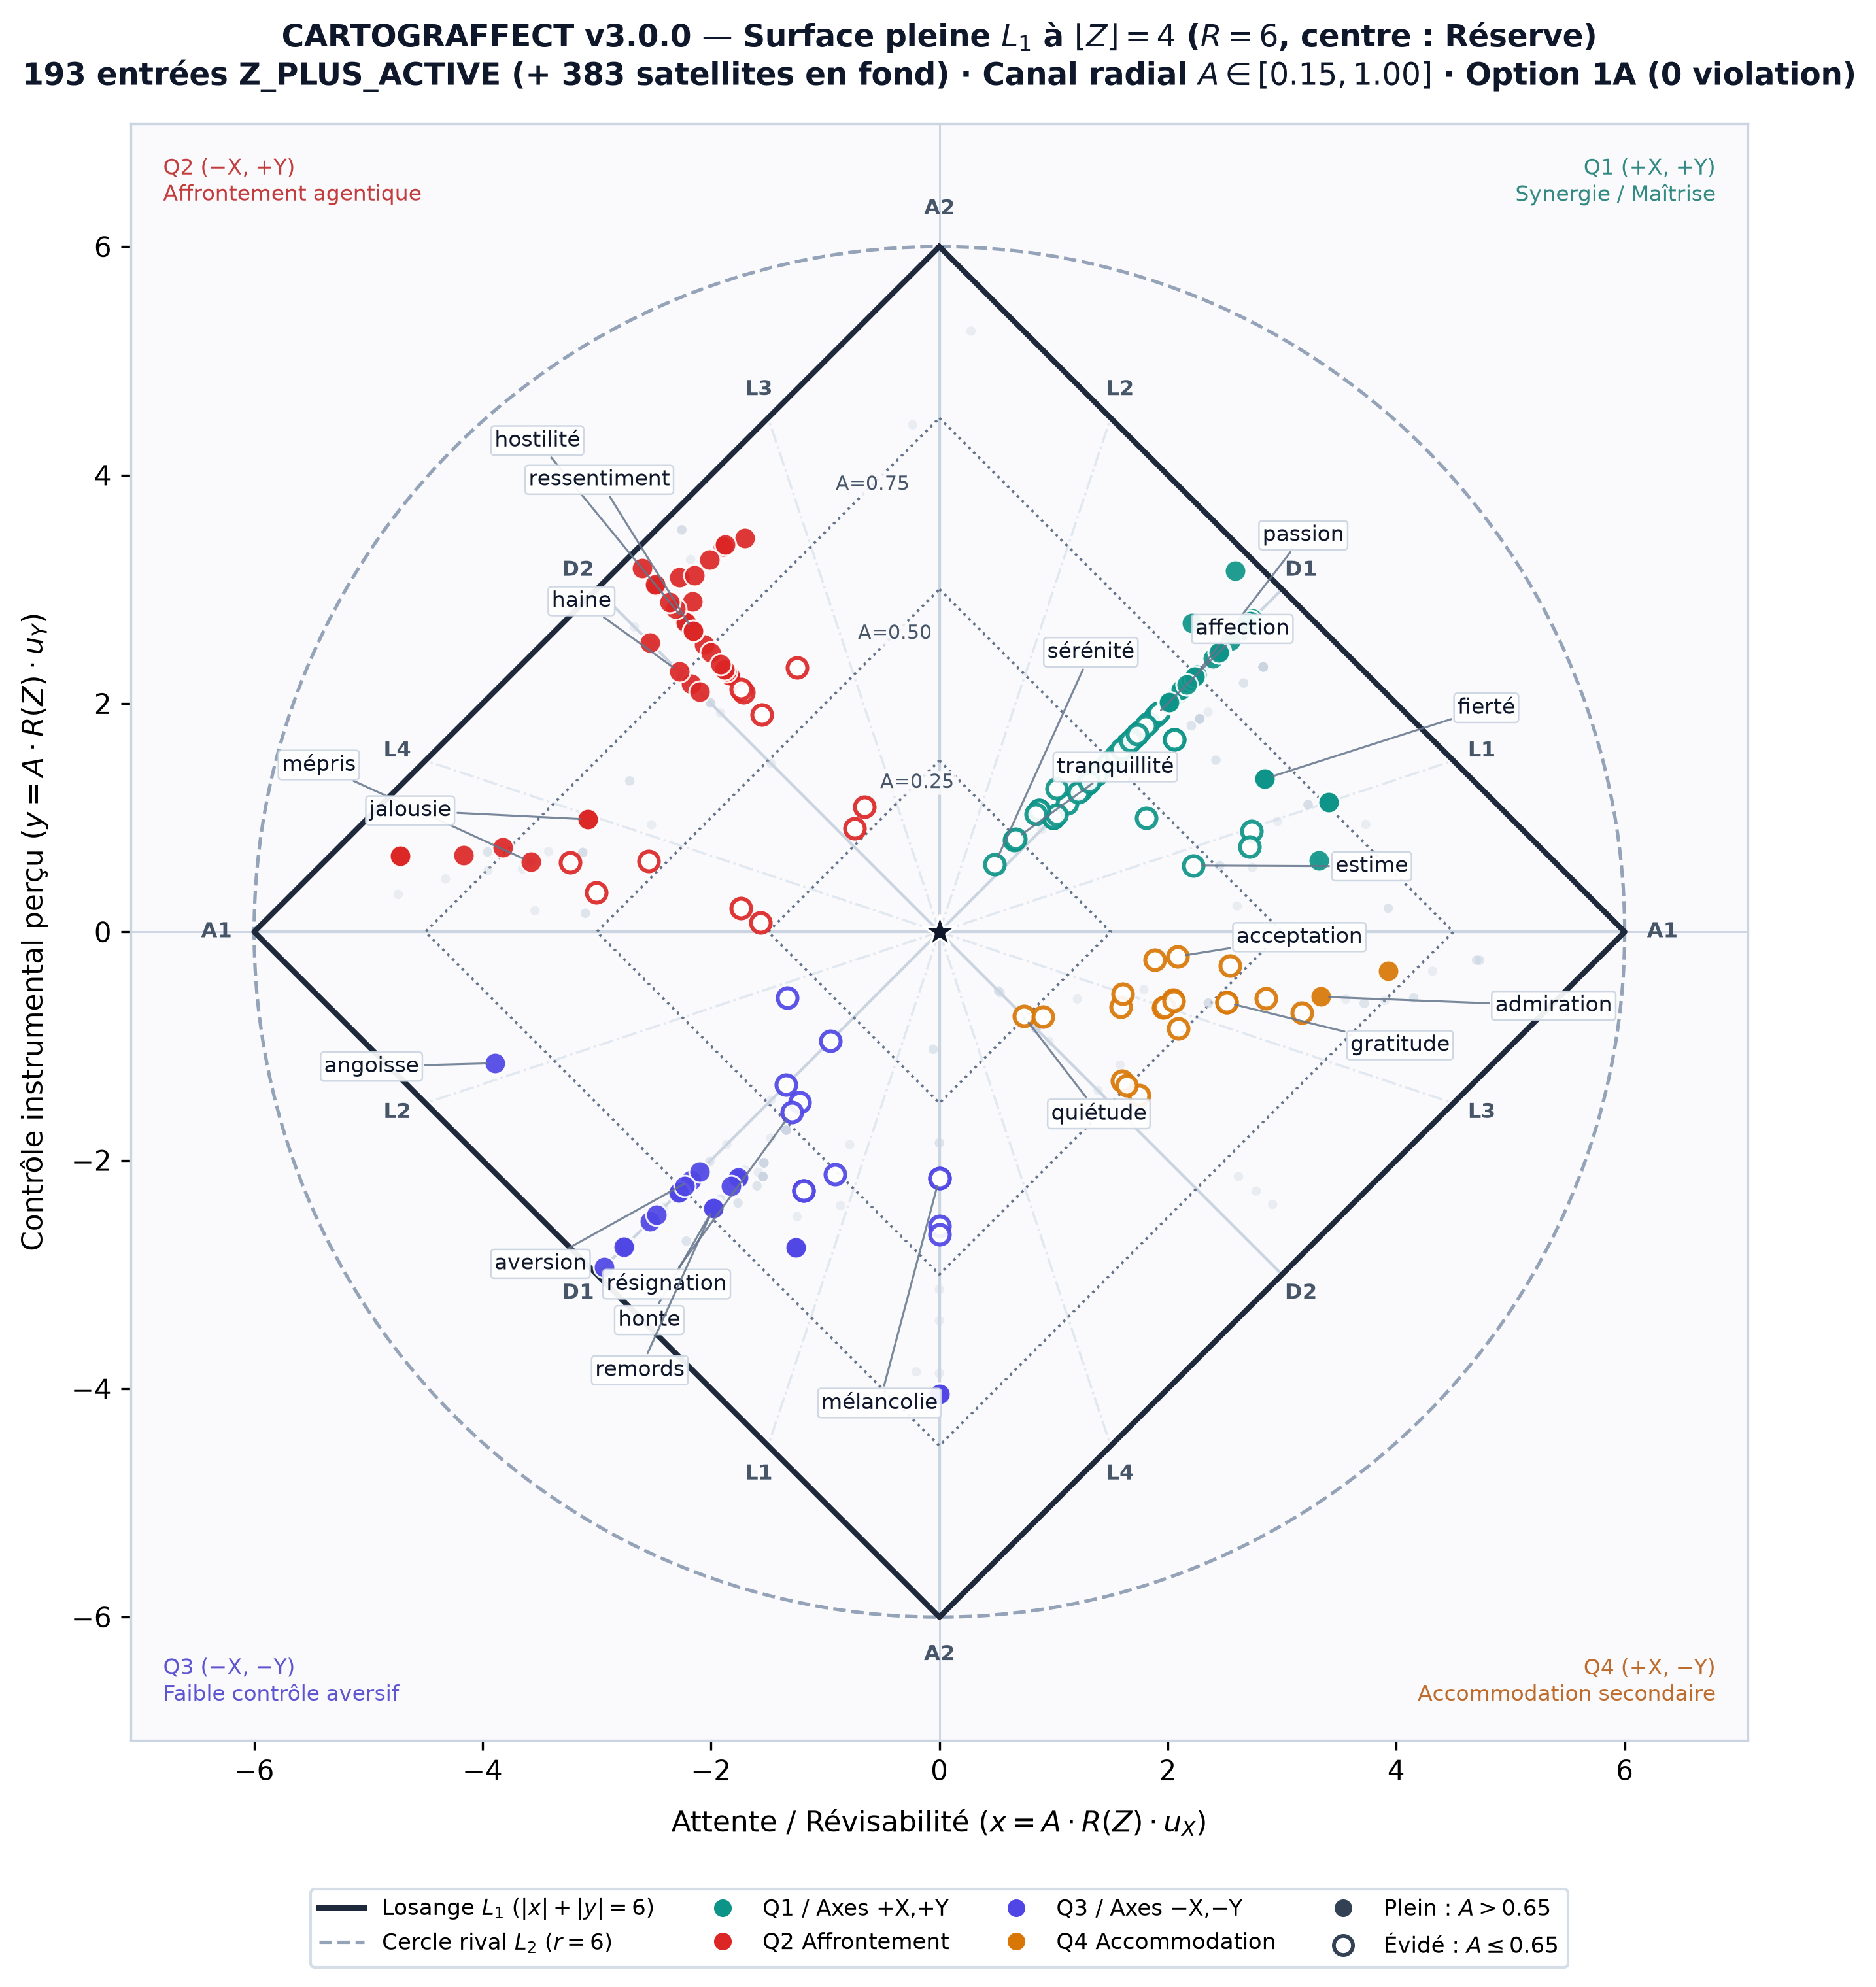 CARTOGRAFFECT v3.0.0 — Surface pleine L₁ à ⌊Z⌋ = 4 (R = 6, centre : Réserve)
193 entrées Z_PLUS_ACTIVE (+ 383 satellites en fond) · Canal radial A ∈ [0.15, 1.00] · Option 1A (0 violation)
Q2 (−X, +Y)
Affrontement agentique
Q1 (+X, +Y)
Synergie / Maîtrise
A2
6
L3
L2
hostilité
4
ressentiment
A=0.75
passion
D2
D1
haine
A=0.50
affection
sérénité
2
fierté
L4
L1
mépris
tranquillité
jalousie
A=0.25
estime
A1
0
A1
acceptation
admiration
angoisse
gratitude
L2
quiétude
L3
−2
aversion
D1
résignation
D2
honte
remords
−4
mélancolie
L1
L4
−6
A2
Q3 (−X, −Y)
Faible contrôle aversif
Q4 (+X, −Y)
Accommodation secondaire
−6
−4
−2
0
2
4
6
Contrôle instrumental perçu (y = A · R(Z) · u_Y)
Attente / Révisabilité (x = A · R(Z) · u_X)
Losange L₁ (|x| + |y| = 6)
Cercle rival L₂ (r = 6)
Q1 / Axes +X,+Y
Q2 Affrontement
Q3 / Axes −X,−Y
Q4 Accommodation
Plein : A > 0.65
Évidé : A ≤ 0.65